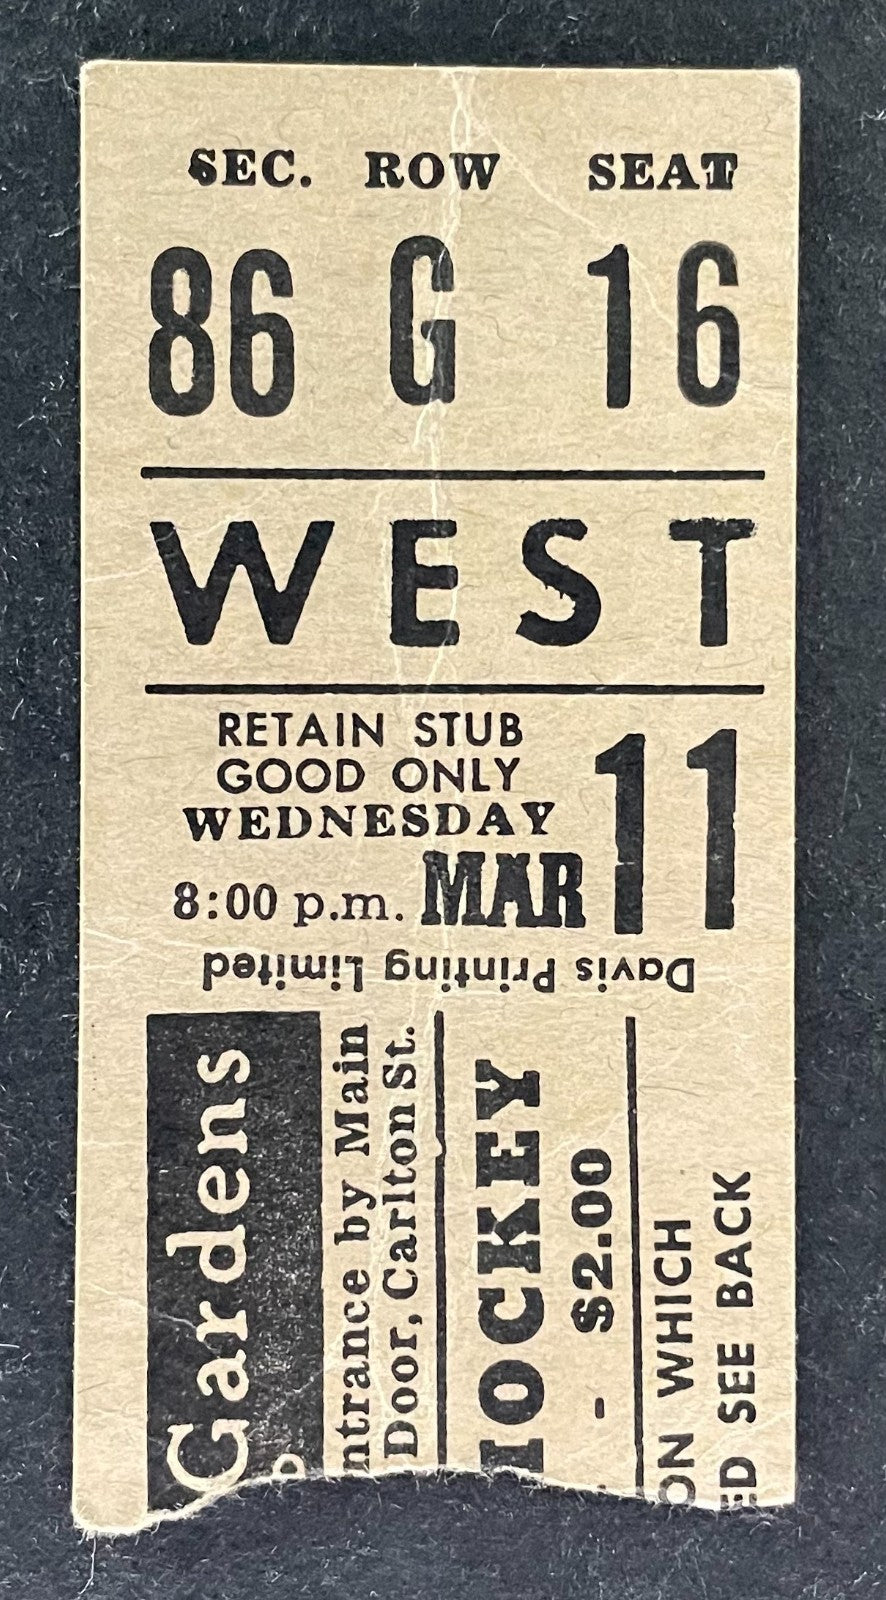 SEC. ROW SEAT
86 G 16
WEST
RETAIN STUB
GOOD ONLY
WEDNESDAY
8:00 p.m. MAR 11
Davis Printing Limited
Gardens
ntrance by Main
Door, Carlton St.
HOCKEY
- $2.00
ON WHICH
ED SEE BACK